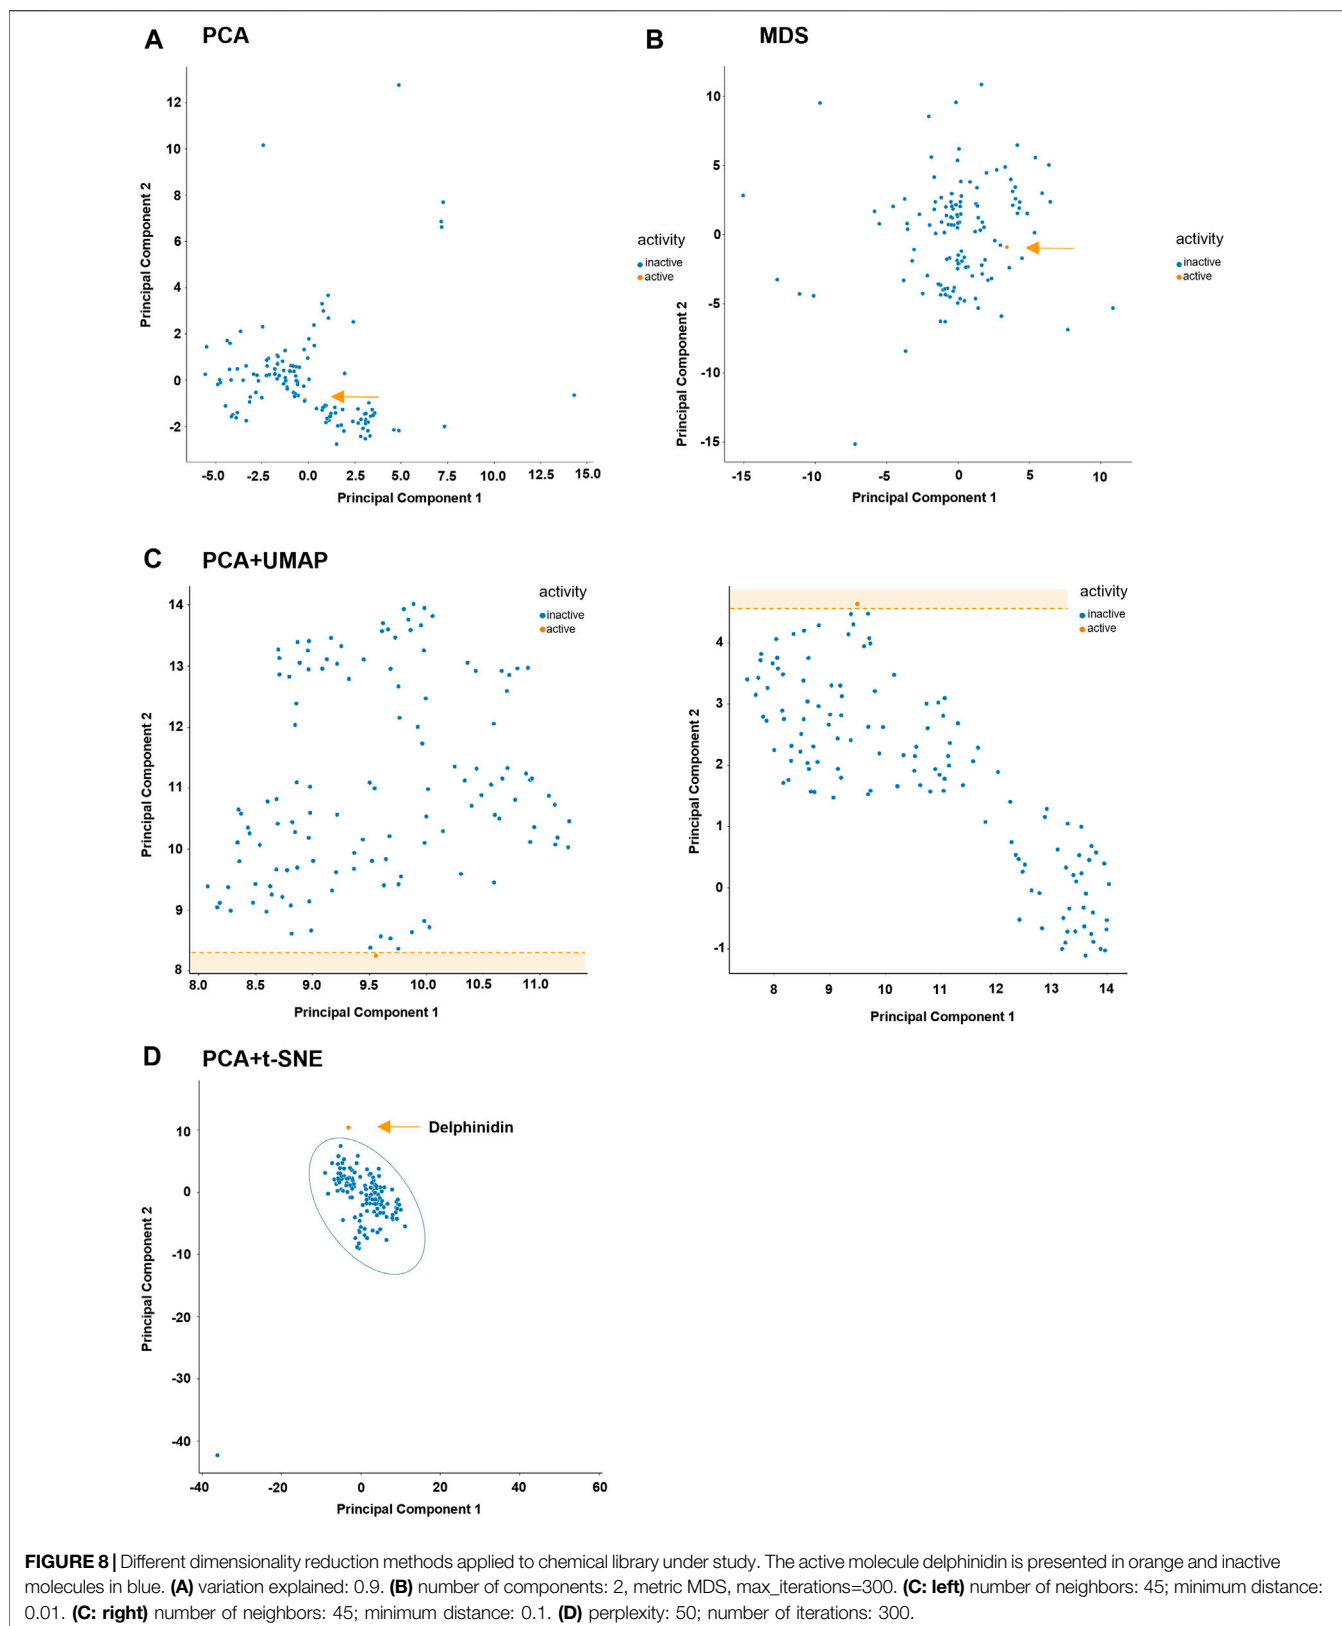 A PCA
12
10
8
6
4
2
0
-2
-5.0 -2.5 0.0 2.5 5.0 7.5 10.0 12.5 15.0
Principal Component 1
Principal Component 2
activity
inactive
active
B MDS
10
5
0
-5
-10
-15
-15 -10 -5 0 5 10
Principal Component 1
Principal Component 2
activity
inactive
active
C PCA+UMAP
14
13
12
11
10
9
8
8.0 8.5 9.0 9.5 10.0 10.5 11.0
Principal Component 1
Principal Component 2
activity
inactive
active
4
3
2
1
0
-1
8 9 10 11 12 13 14
Principal Component 1
Principal Component 2
activity
inactive
active
D PCA+t-SNE
Delphinidin
10
0
-10
-20
-30
-40
-40 -20 0 20 40 60
Principal Component 1
Principal Component 2
FIGURE 8 | Different dimensionality reduction methods applied to chemical library under study. The active molecule delphinidin is presented in orange and inactive
molecules in blue. (A) variation explained: 0.9. (B) number of components: 2, metric MDS, max_iterations=300. (C: left) number of neighbors: 45; minimum distance:
0.01. (C: right) number of neighbors: 45; minimum distance: 0.1. (D) perplexity: 50; number of iterations: 300.